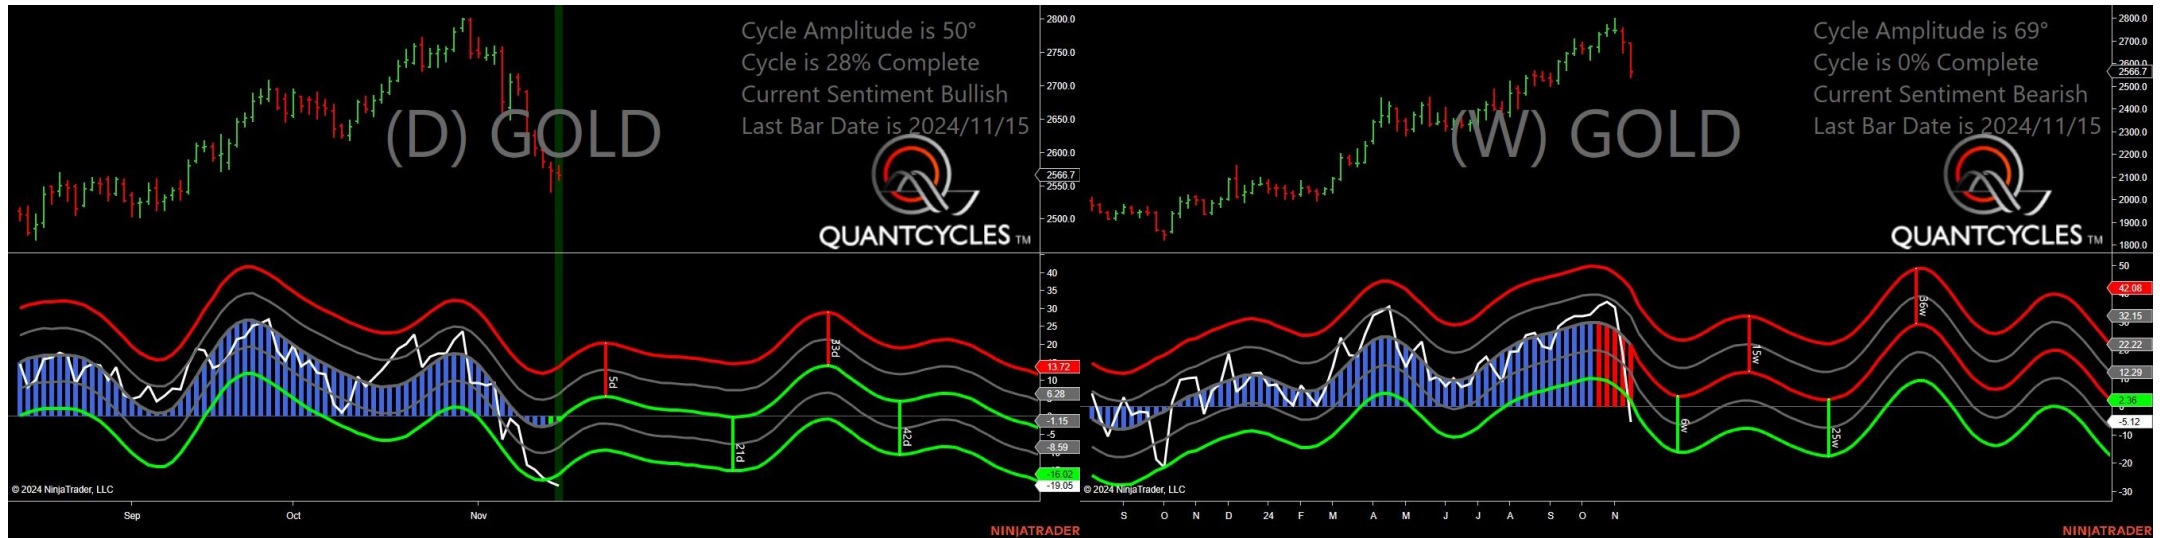 Cycle Amplitude is 50°
Cycle is 28% Complete
Current Sentiment Bullish
Last Bar Date is 2024/11/15
(D) GOLD
QUANTCYCLES TM
2800.0
2750.0
2700.0
2650.0
2600.0
2566.7
2550.0
2500.0
40
35
30
25
20
13.72
10
6.28
-1.15
-5
-8.59
-16.02
-19.05
5d
21d
33d
42d
© 2024 NinjaTrader, LLC
Sep Oct Nov
NINJATRADER
Cycle Amplitude is 69°
Cycle is 0% Complete
Current Sentiment Bearish
Last Bar Date is 2024/11/15
(W) GOLD
QUANTCYCLES TM
2800.0
2700.0
2600.0
2566.7
2500.0
2400.0
2300.0
2200.0
2100.0
2000.0
1900.0
1800.0
50
42.08
32.15
22.22
12.29
2.36
-5.12
-10
-20
-30
6w
15w
25w
36w
© 2024 NinjaTrader, LLC
S O N D 24 F M A M J J A S O N
NINJATRADER